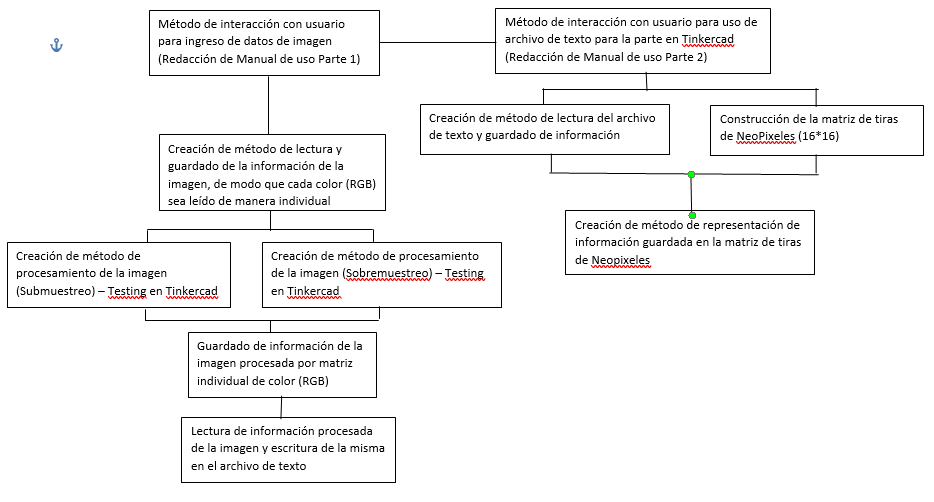 Método de interacción con usuario
para ingreso de datos de imagen
(Redacción de Manual de uso Parte 1)
Método de interacción con usuario para uso de
archivo de texto para la parte en Tinkercad
(Redacción de Manual de uso Parte 2)
Creación de método de lectura del archivo
de texto y guardado de información
Construcción de la matriz de tiras
de NeoPixeles (16*16)
Creación de método de lectura y
guardado de la información de la
imagen, de modo que cada color (RGB)
sea leído de manera individual
Creación de método de representación de
información guardada en la matriz de tiras
de Neopixeles
Creación de método de
procesamiento de la imagen
(Submuestreo) – Testing en Tinkercad
Creación de método de procesamiento
de la imagen (Sobremuestreo) – Testing
en Tinkercad
Guardado de información de la
imagen procesada por matriz
individual de color (RGB)
Lectura de información procesada
de la imagen y escritura de la misma
en el archivo de texto